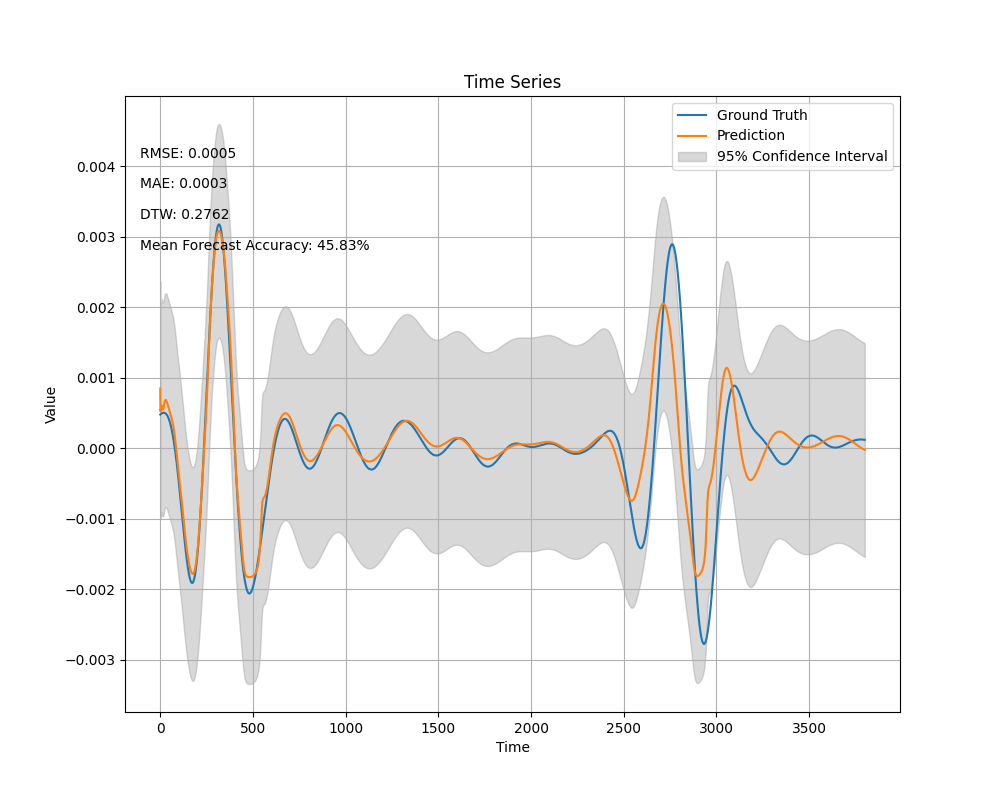 Time Series
Ground Truth
Prediction
95% Confidence Interval
RMSE: 0.0005
MAE: 0.0003
DTW: 0.2762
Mean Forecast Accuracy: 45.83%
Value
0.004
0.003
0.002
0.001
0.000
−0.001
−0.002
−0.003
0 500 1000 1500 2000 2500 3000 3500
Time